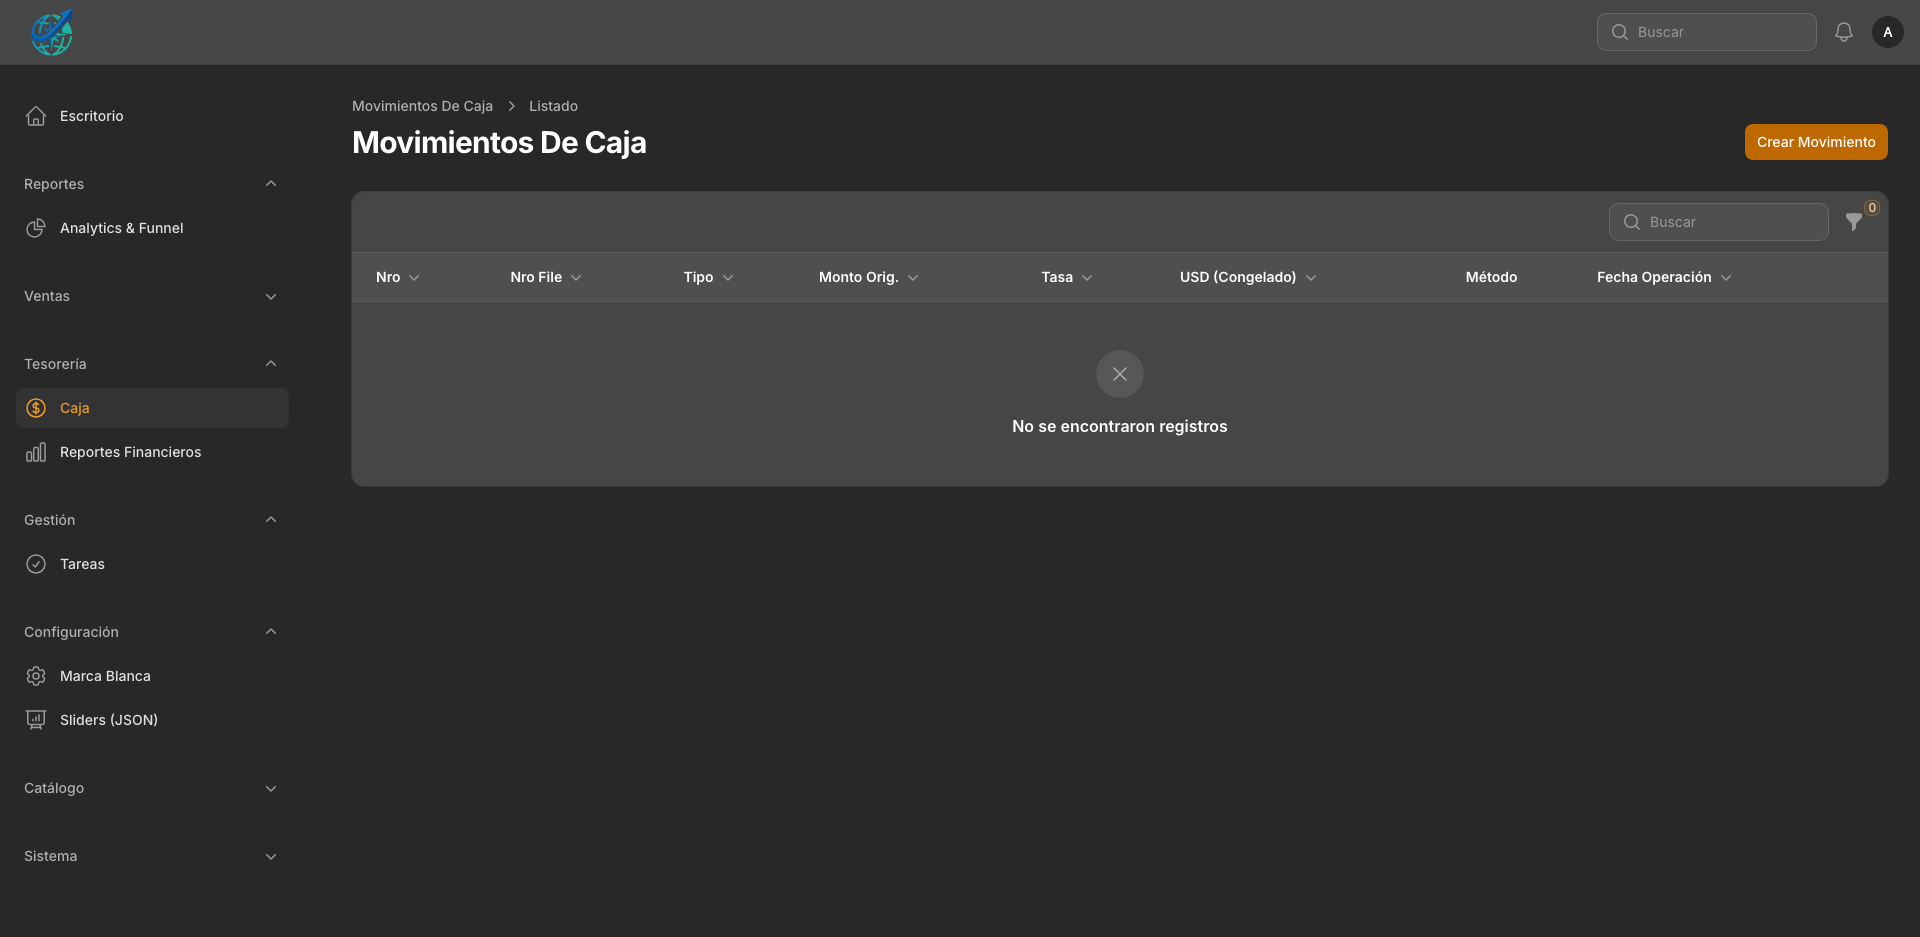 Buscar
A
Escritorio
Reportes
Analytics & Funnel
Ventas
Tesorería
Caja
Reportes Financieros
Gestión
Tareas
Configuración
Marca Blanca
Sliders (JSON)
Catálogo
Sistema
Movimientos De Caja > Listado
Movimientos De Caja
Crear Movimiento
Buscar
0
Nro Nro File Tipo Monto Orig. Tasa USD (Congelado) Método Fecha Operación
No se encontraron registros